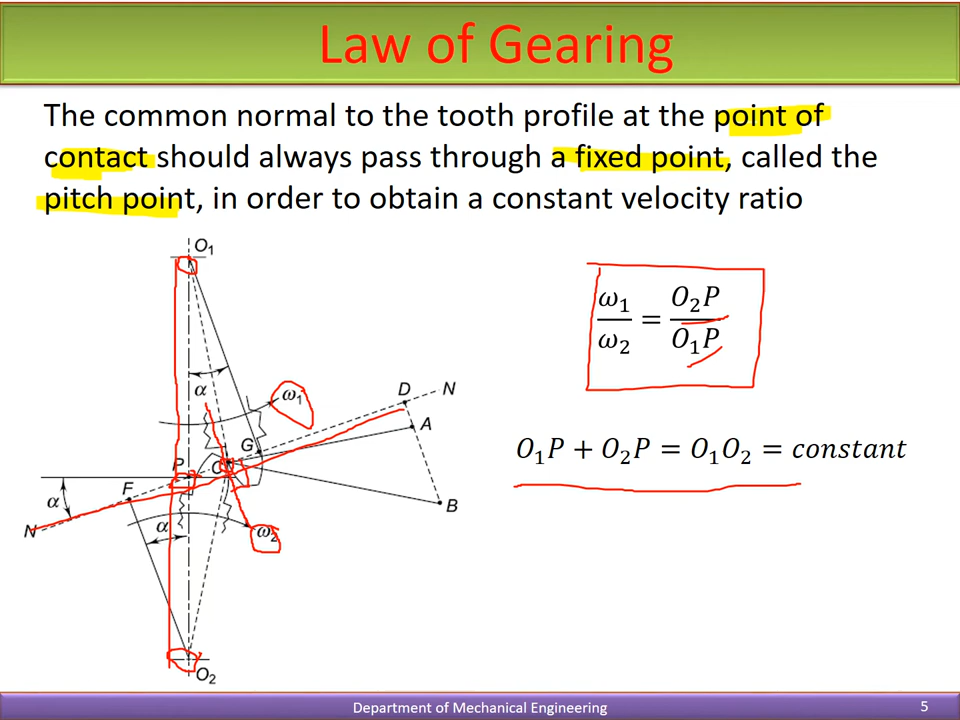 Law of Gearing
The common normal to the tooth profile at the point of
contact should always pass through a fixed point, called the
pitch point, in order to obtain a constant velocity ratio
O₁
α
ω₁
D N
A
G
P C
F
B
α
α
N
ω₂
O₂
ω₁/ω₂ = O₂P/O₁P
O₁P + O₂P = O₁O₂ = constant
Department of Mechanical Engineering
5